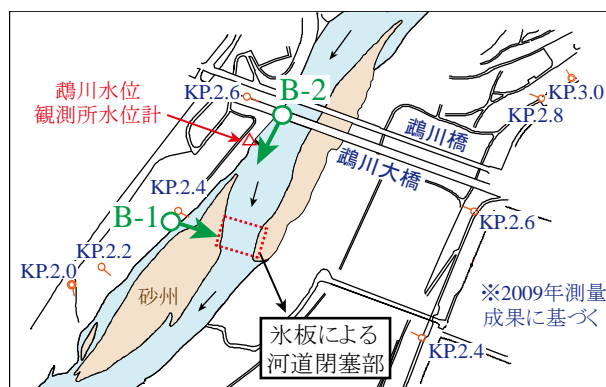 KP.2.6
B-2
KP.3.0
KP.2.8
鵡川水位
観測所水位計
鵡川橋
鵡川大橋
KP.2.4
B-1
KP.2.6
KP.2.2
KP.2.0
砂州
※2009年測量
成果に基づく
氷板による
河道閉塞部
KP.2.4